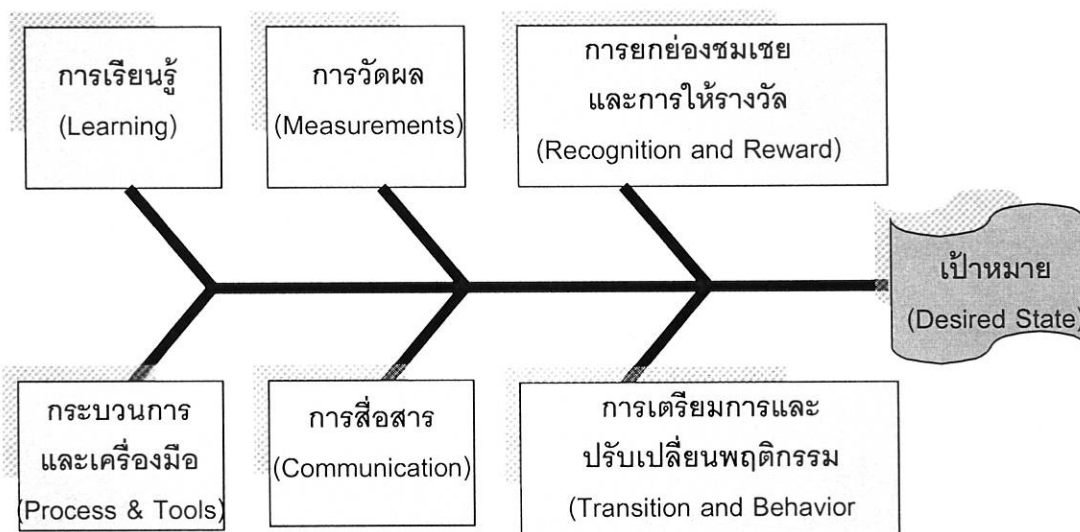 การเรียนรู้
(Learning)
การวัดผล
(Measurements)
การยกย่องชมเชย
และการให้รางวัล
(Recognition and Reward)
เป้าหมาย
(Desired State)
กระบวนการ
และเครื่องมือ
(Process & Tools)
การสื่อสาร
(Communication)
การเตรียมการและ
ปรับเปลี่ยนพฤติกรรม
(Transition and Behavior